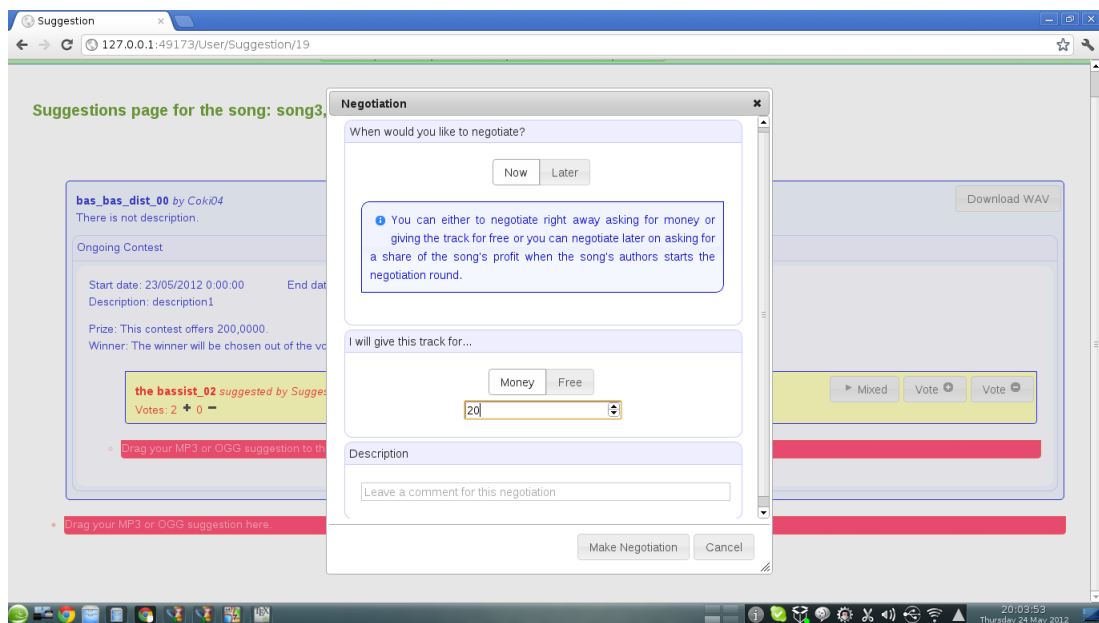 Suggestion
127.0.0.1:49173/User/Suggestion/19
Suggestions page for the song: song3,
bas_bas_dist_00 by Coki04
Download WAV
There is not description.
Ongoing Contest
Start date: 23/05/2012 0:00:00 End dat
Description: description1
Prize: This contest offers 200,0000.
Winner: The winner will be chosen out of the vo
the bassist_02 suggested by Sugges
Votes: 2 + 0 −
Mixed
Vote
Vote
Drag your MP3 or OGG suggestion to th
Drag your MP3 or OGG suggestion here.
Negotiation
When would you like to negotiate?
Now Later
You can either to negotiate right away asking for money or
giving the track for free or you can negotiate later on asking for
a share of the song's profit when the song's authors starts the
negotiation round.
I will give this track for...
Money Free
20
Description
Leave a comment for this negotiation
Make Negotiation Cancel
20:03:53
Thursday 24 May 2012